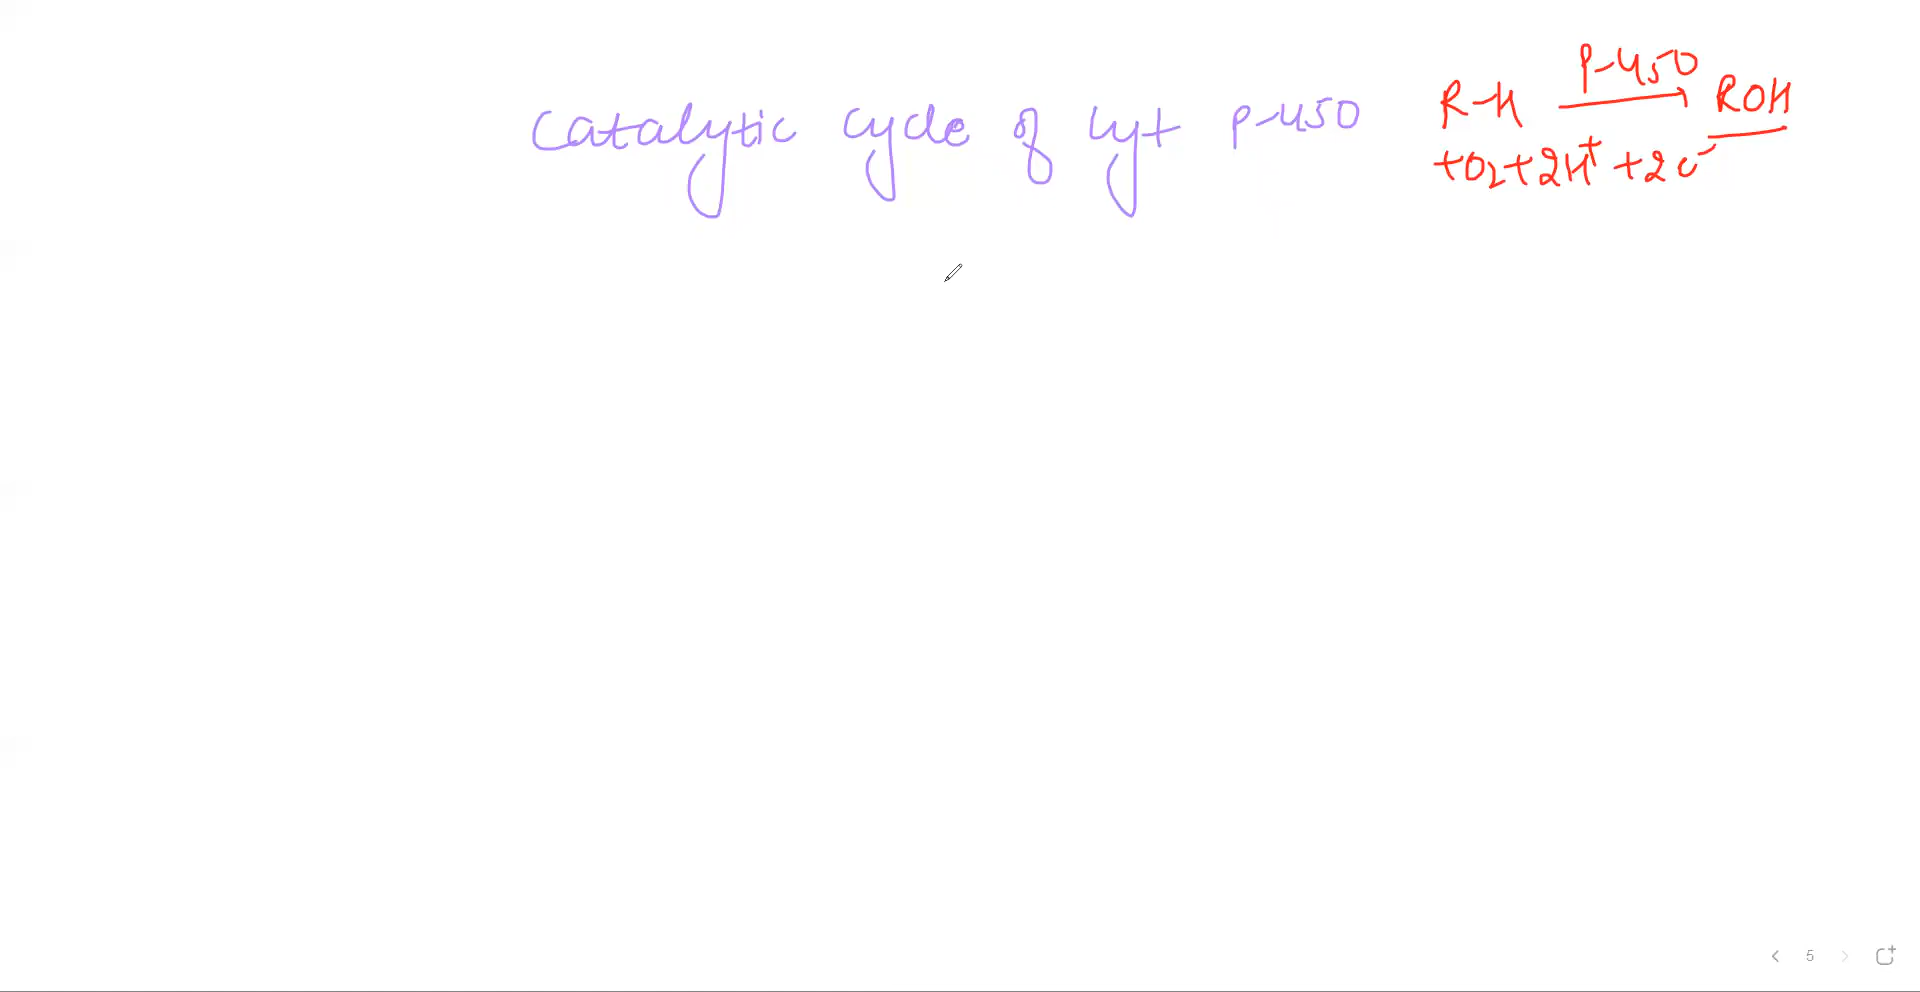 Catalytic cycle of Cyt P-450
R-H P-450 ROH
+O₂+2H⁺ +2e⁻
5